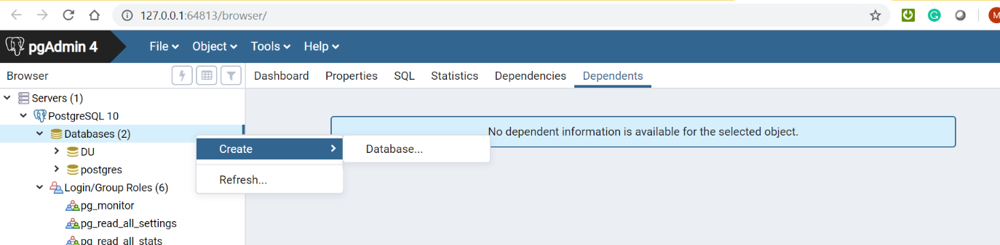 127.0.0.1:64813/browser/
M
pgAdmin 4 File Object Tools Help
Browser Dashboard Properties SQL Statistics Dependencies Dependents
Servers (1)
PostgreSQL 10
Databases (2) No dependent information is available for the selected object.
DU Create Database...
postgres Refresh...
Login/Group Roles (6)
pg_monitor
pg_read_all_settings
pg_read_all_stats